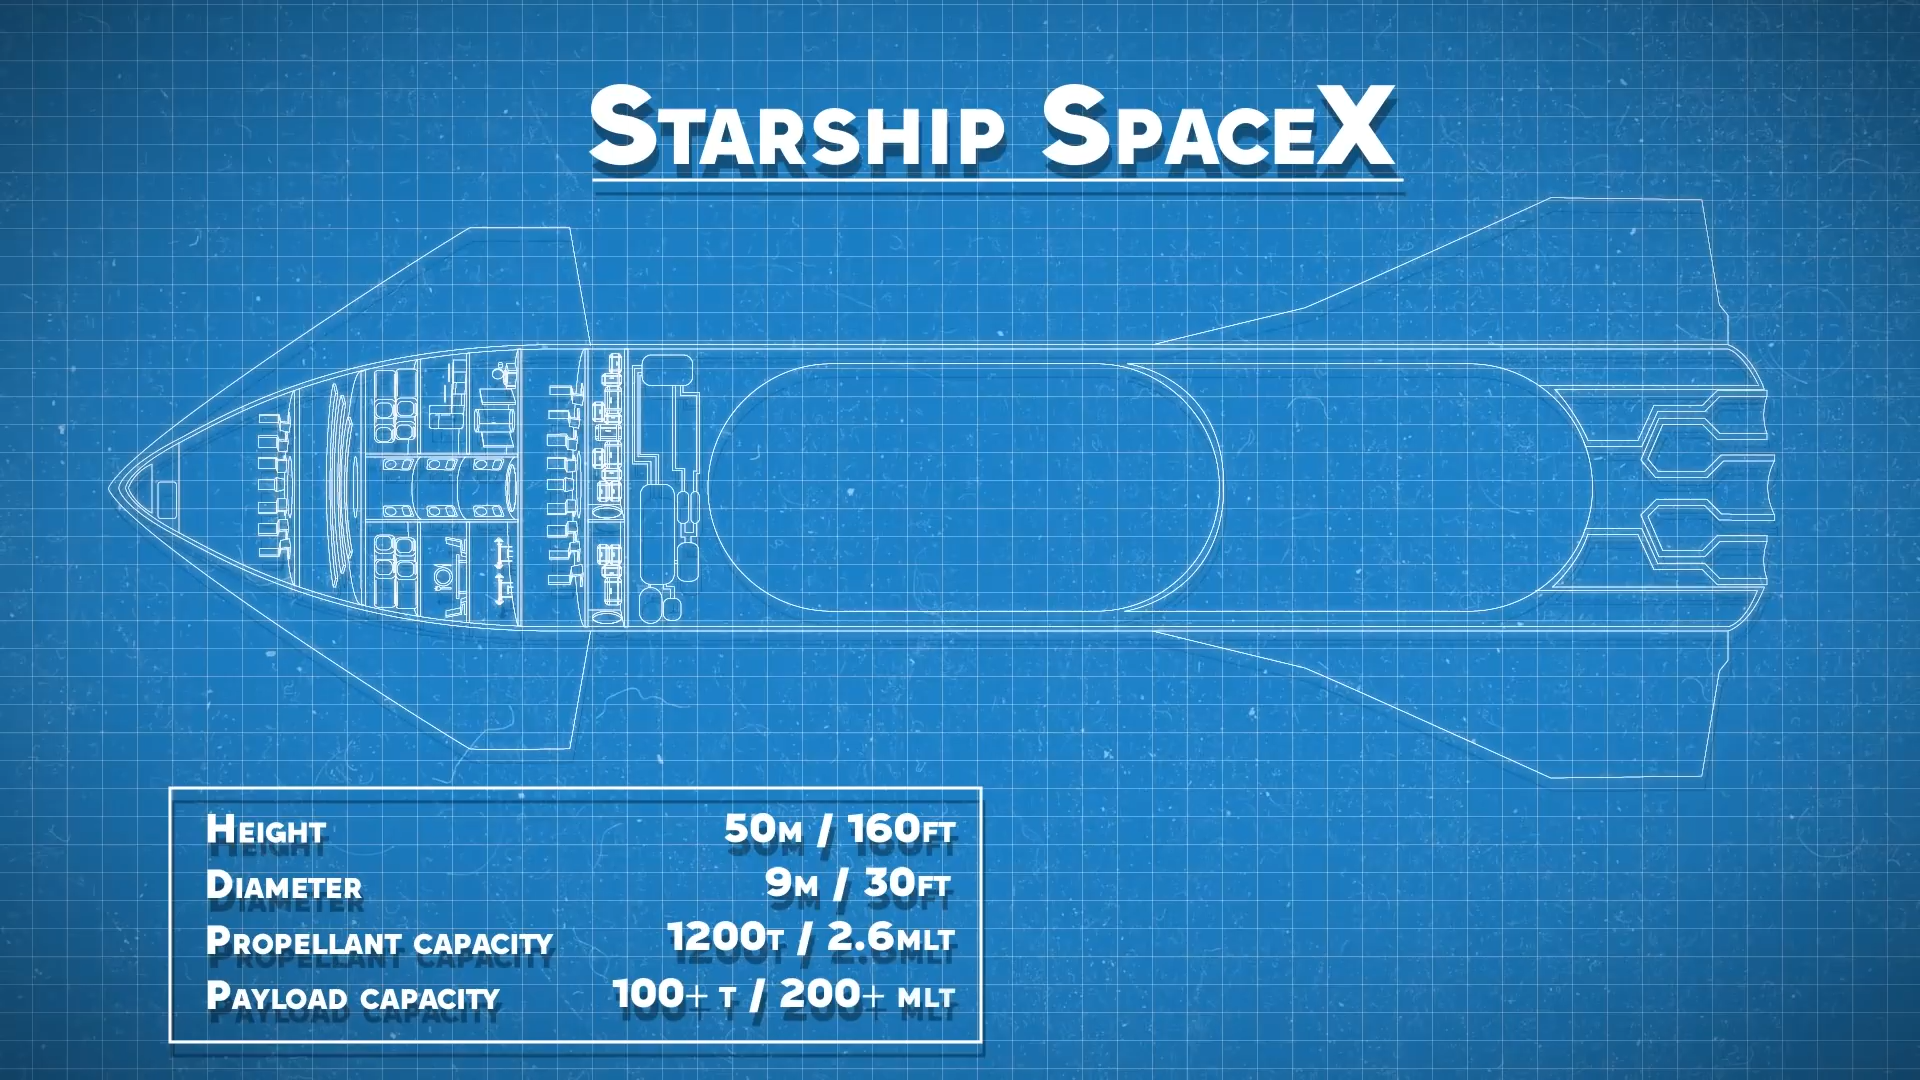 Starship SpaceX
Height 50m / 160ft
Diameter 9m / 30ft
Propellant capacity 1200t / 2.6mlt
Payload capacity 100+ t / 200+ mlt